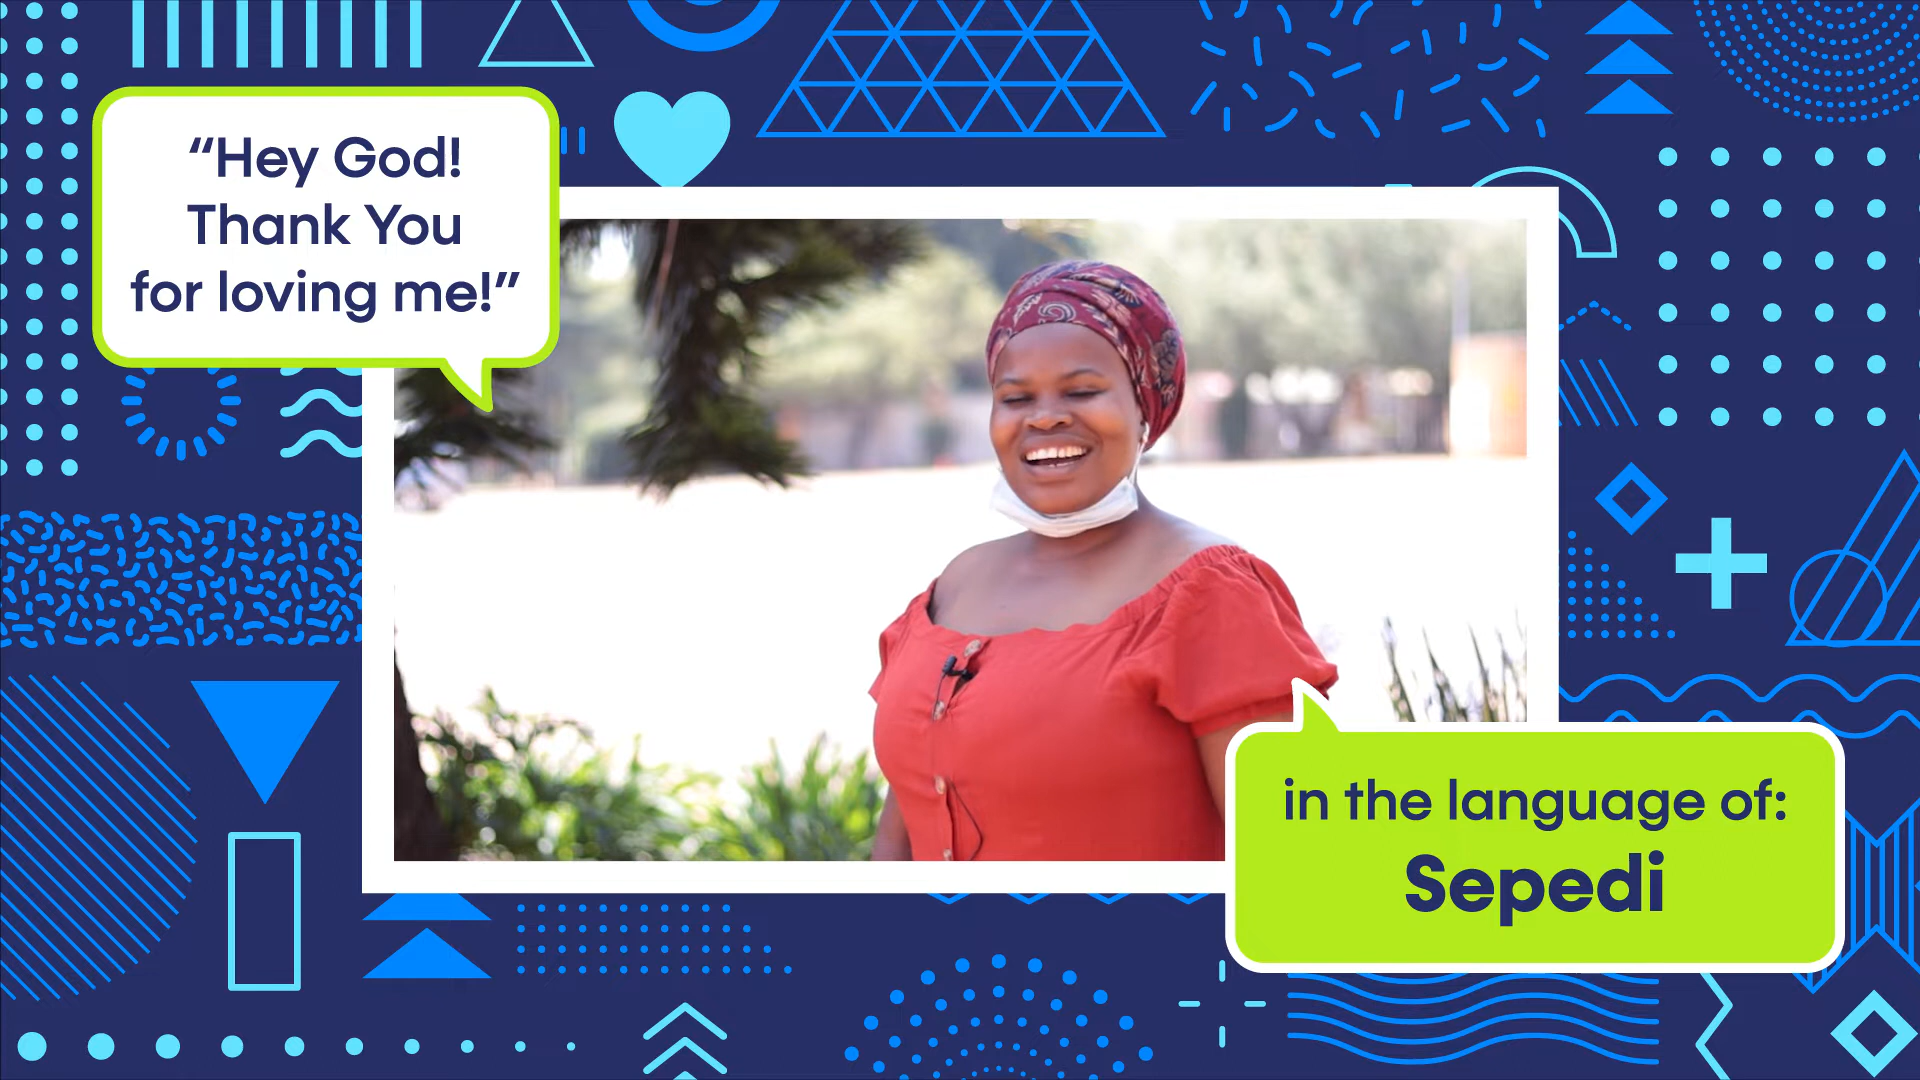 “Hey God!
Thank You
for loving me!”
in the language of:
Sepedi